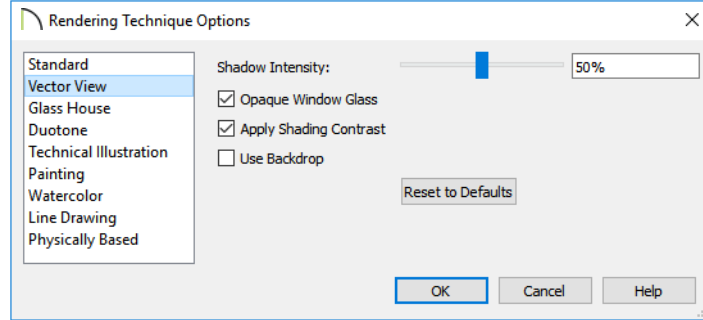 Rendering Technique Options
Standard
Vector View
Glass House
Duotone
Technical Illustration
Painting
Watercolor
Line Drawing
Physically Based
Shadow Intensity:
50%
Opaque Window Glass
Apply Shading Contrast
Use Backdrop
Reset to Defaults
OK
Cancel
Help